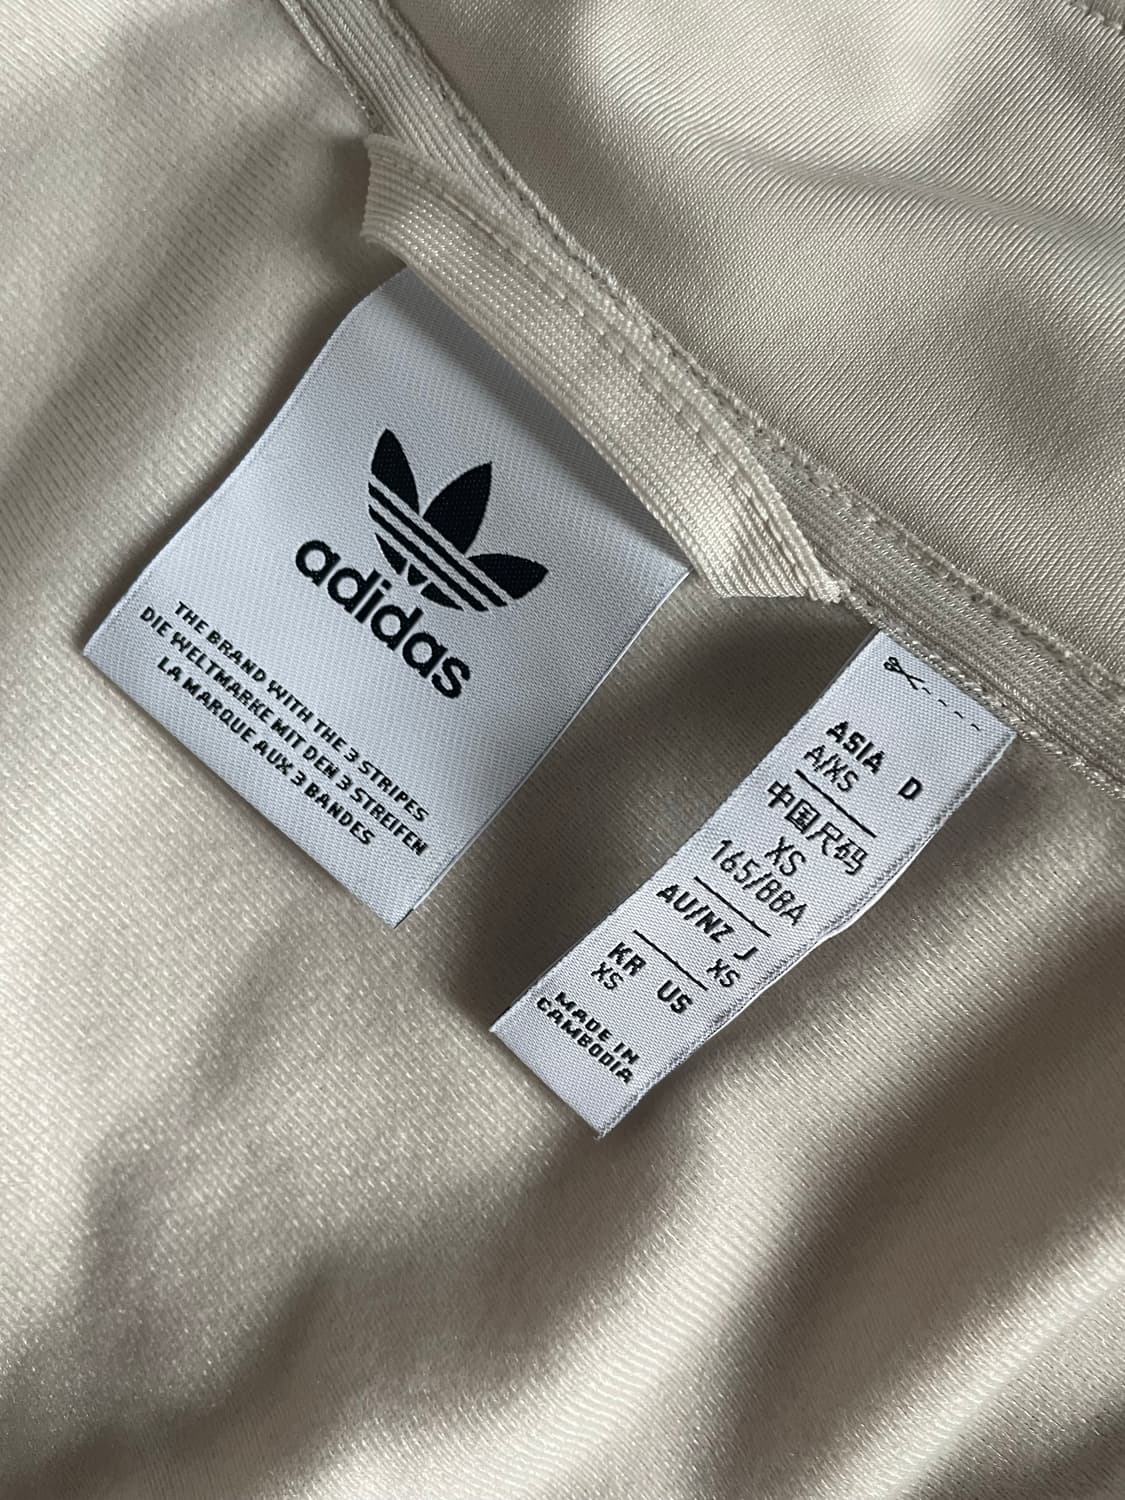 adidas
THE BRAND WITH THE 3 STRIPES
DIE WELTMARKE MIT DEN 3 STREIFEN
LA MARQUE AUX 3 BANDES
ASIA D
A/XS
中国尺码
XS
165/88A
AU/NZ J
XS
KR US
XS
MADE IN
CAMBODIA